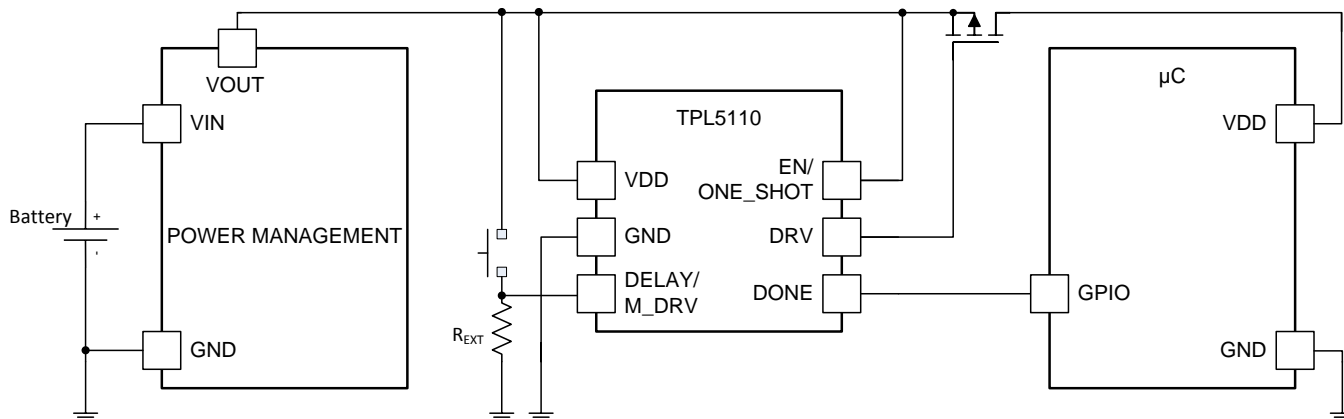 VOUT
VIN
Battery
+
-
POWER MANAGEMENT
GND
R_EXT
TPL5110
VDD
GND
DELAY/
M_DRV
EN/
ONE_SHOT
DRV
DONE
µC
VDD
GPIO
GND